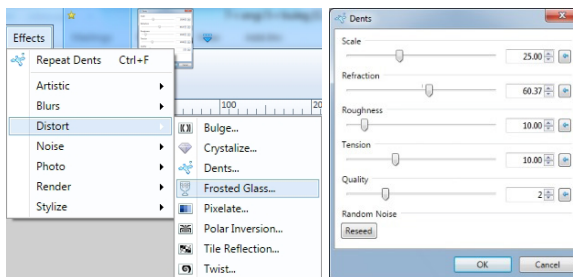 Effects
Repeat Dents Ctrl+F
Artistic
Blurs
Distort
Noise
Photo
Render
Stylize
100
Bulge...
Crystalize...
Dents...
Frosted Glass...
Pixelate...
Polar Inversion...
Tile Reflection...
Twist...
Dents
Scale
25.00
Refraction
60.37
Roughness
10.00
Tension
10.00
Quality
2
Random Noise
Reseed
OK Cancel